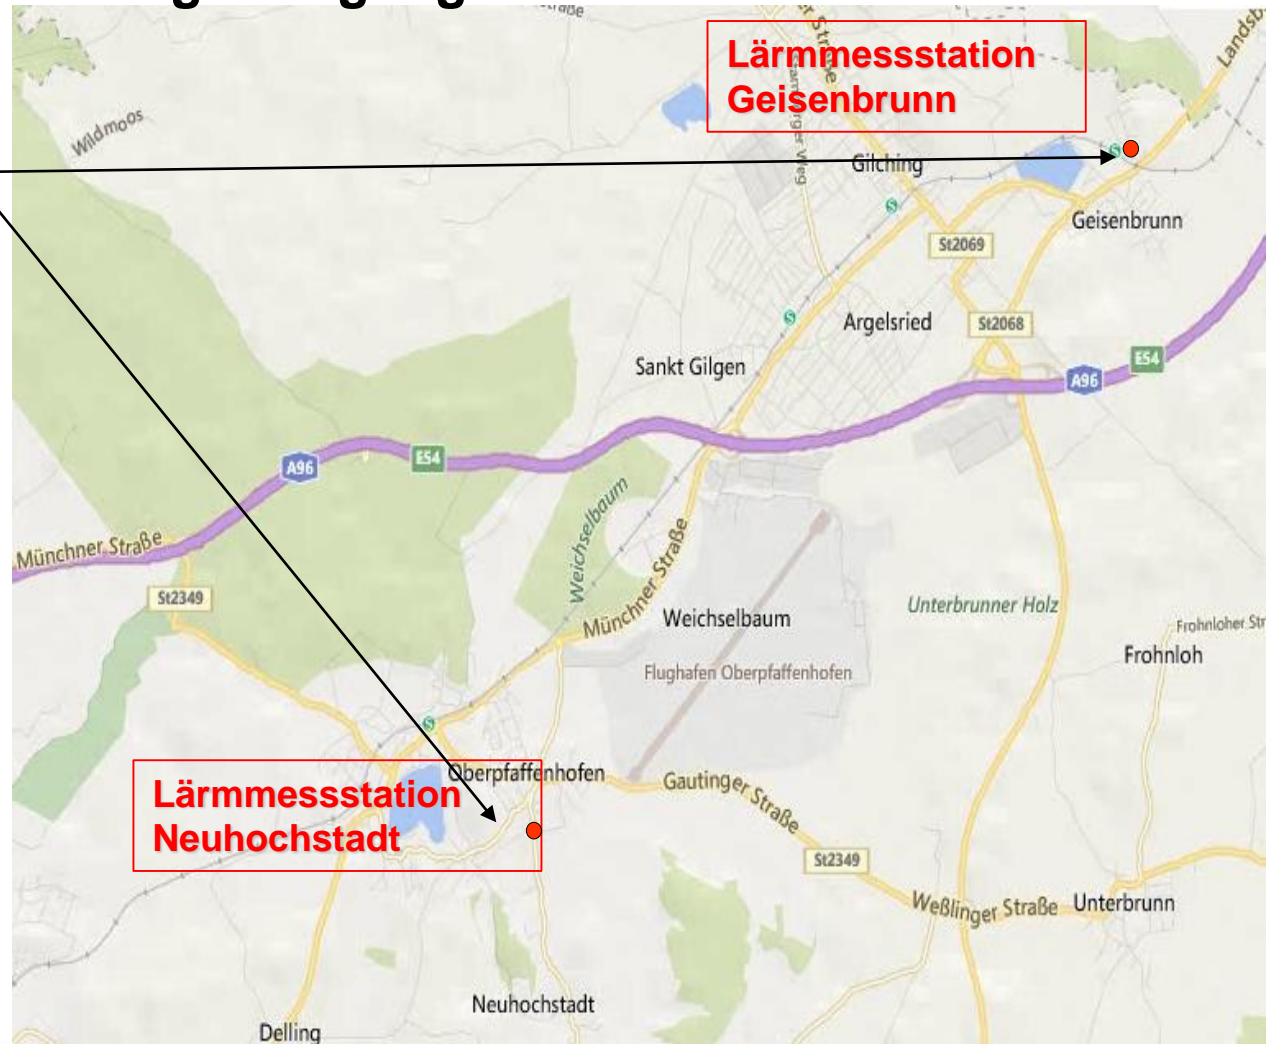 Lärmmessstation
Geisenbrunn
Wildmoos
Gilching
Geisenbrunn
St2069
Argelsried
St2068
Sankt Gilgen
E54
A96
A96
E54
Weichselbaum
Münchner Straße
Münchner Straße
St2349
Weichselbaum
Unterbrunner Holz
Frohnloher Str
Frohnloh
Flughafen Oberpfaffenhofen
Oberpfaffenhofen
Lärmmessstation
Neuhochstadt
Gautinger Straße
St2349
Weßlinger Straße
Unterbrunn
Neuhochstadt
Delling
S
S
S
S